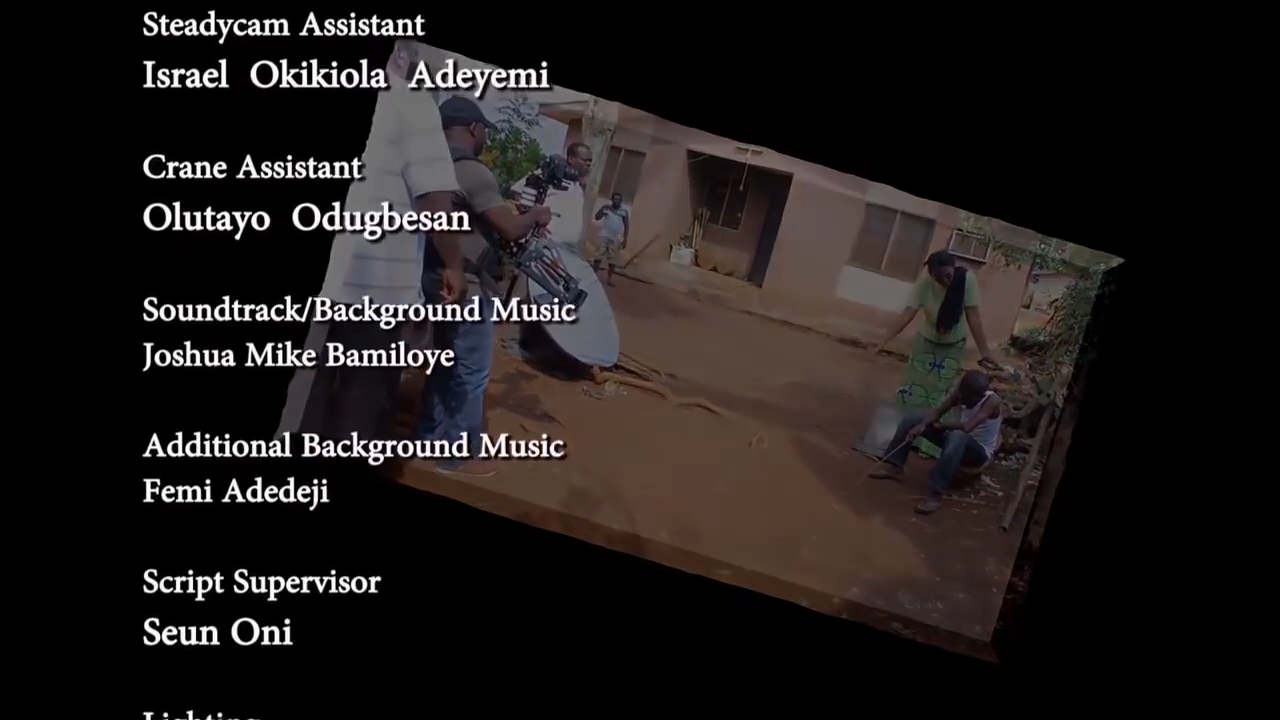 Steadycam Assistant
Israel Okikiola Adeyemi
Crane Assistant
Olutayo Odugbesan
Soundtrack/Background Music
Joshua Mike Bamiloye
Additional Background Music
Femi Adedeji
Script Supervisor
Seun Oni
Lighting